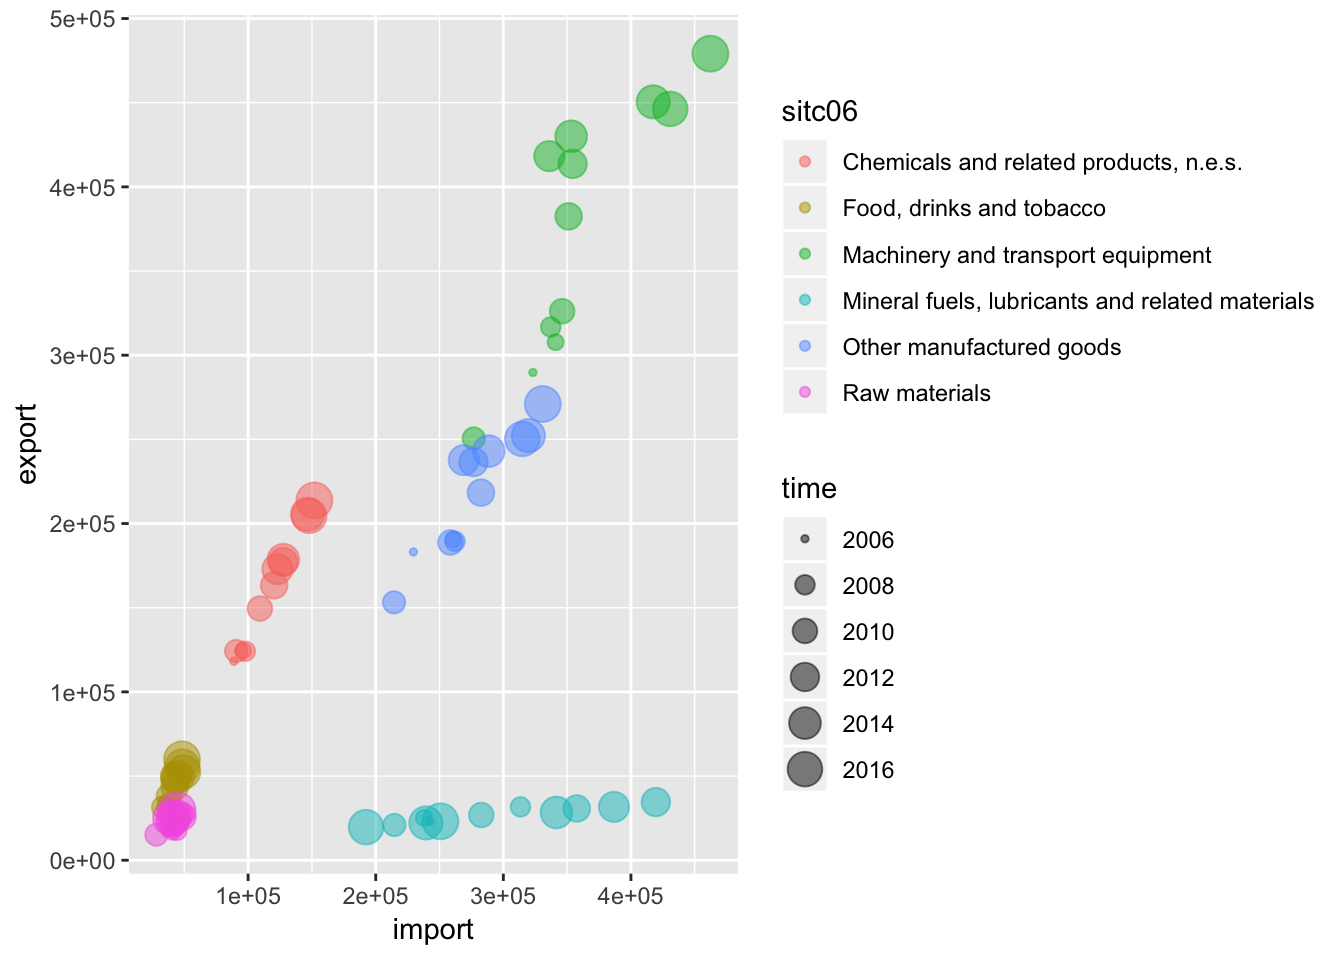 5e+05
4e+05
3e+05
2e+05
1e+05
0e+00
export
1e+05 2e+05 3e+05 4e+05
import
sitc06
Chemicals and related products, n.e.s.
Food, drinks and tobacco
Machinery and transport equipment
Mineral fuels, lubricants and related materials
Other manufactured goods
Raw materials
time
2006
2008
2010
2012
2014
2016